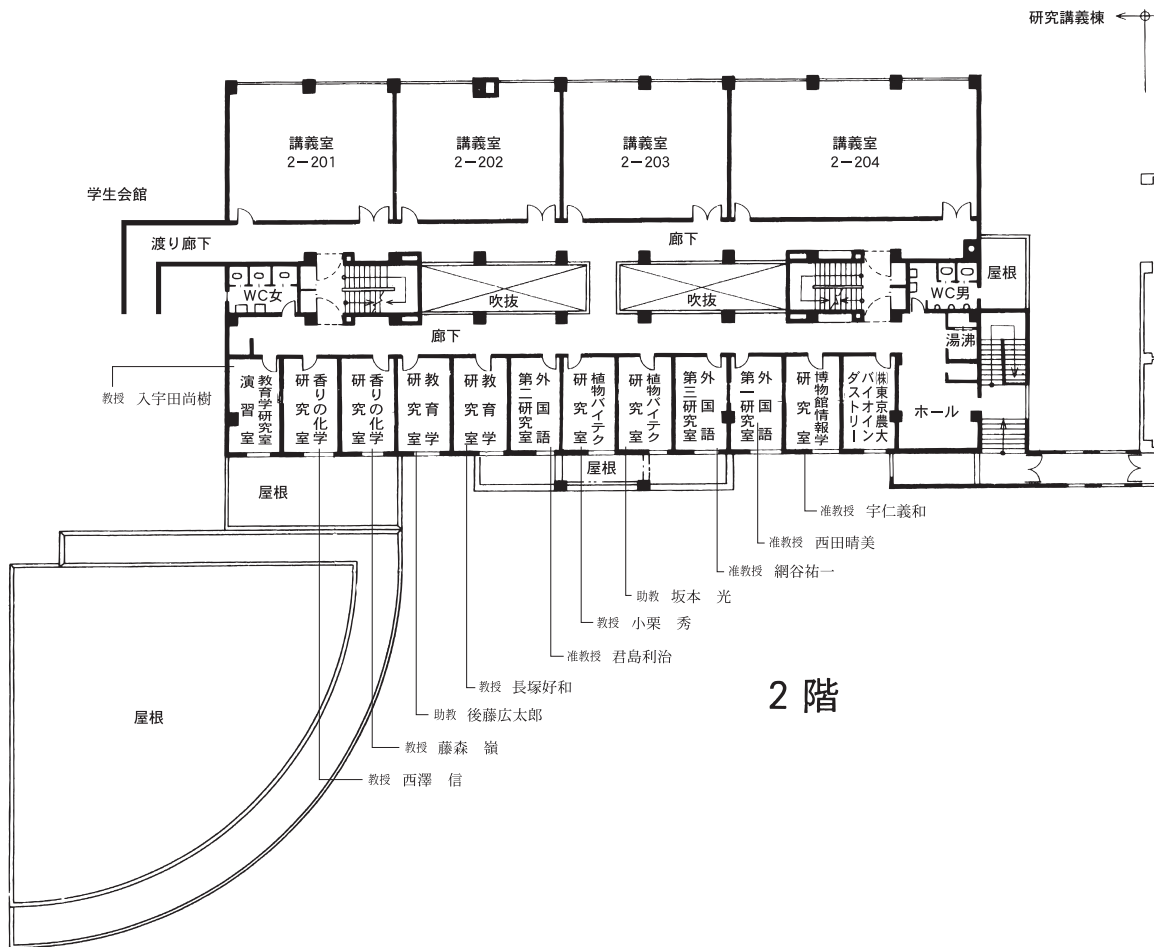 研究講義棟
講義室
2−201
講義室
2−202
講義室
2−203
講義室
2−204
学生会館
渡り廊下
廊下
WC女
吹抜
吹抜
WC男
屋根
廊下
湯沸
教育学研究室
演習室
香りの化学
研究室
香りの化学
研究室
教育学
研究室
教育学
研究室
外国語
第二研究室
植物バイテク
研究室
植物バイテク
研究室
外国語
第三研究室
外国語
第一研究室
博物館情報学
研究室
㈱東京農大
バイオイン
ダストリー
ホール
教授 入宇田尚樹
屋根
屋根
准教授 宇仁義和
准教授 西田晴美
准教授 網谷祐一
助教 坂本 光
教授 小栗 秀
准教授 君島利治
教授 長塚好和
助教 後藤広太郎
教授 藤森 嶺
教授 西澤 信
2 階
屋根